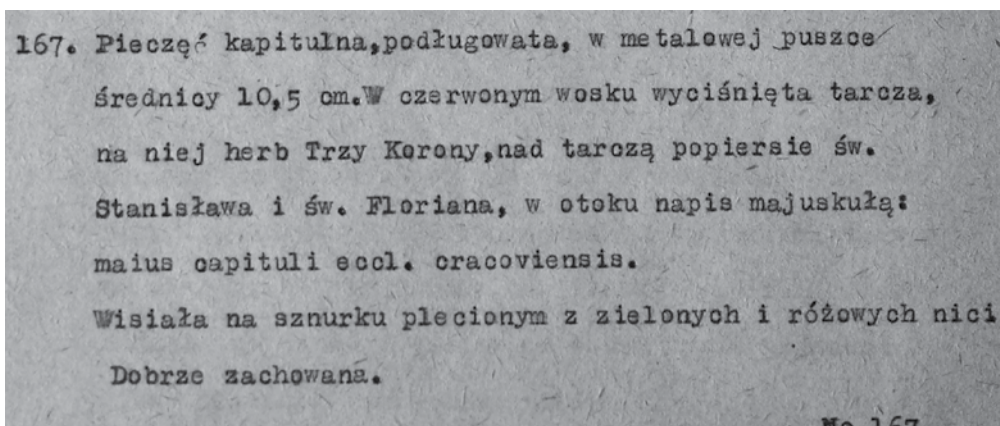 167. Pieczęć kapitulna,podługowata, w metalowej puszce
średnicy 10,5 cm.W czerwonym wosku wyciśnięta tarcza,
na niej herb Trzy Korony,nad tarczą popiersie św.
Stanisława i św. Floriana, w otoku napis majuskułą:
maius capituli eccl. cracoviensis.
Wisiała na sznurku plecionym z zielonych i różowych nici
Dobrze zachowana.
No 167